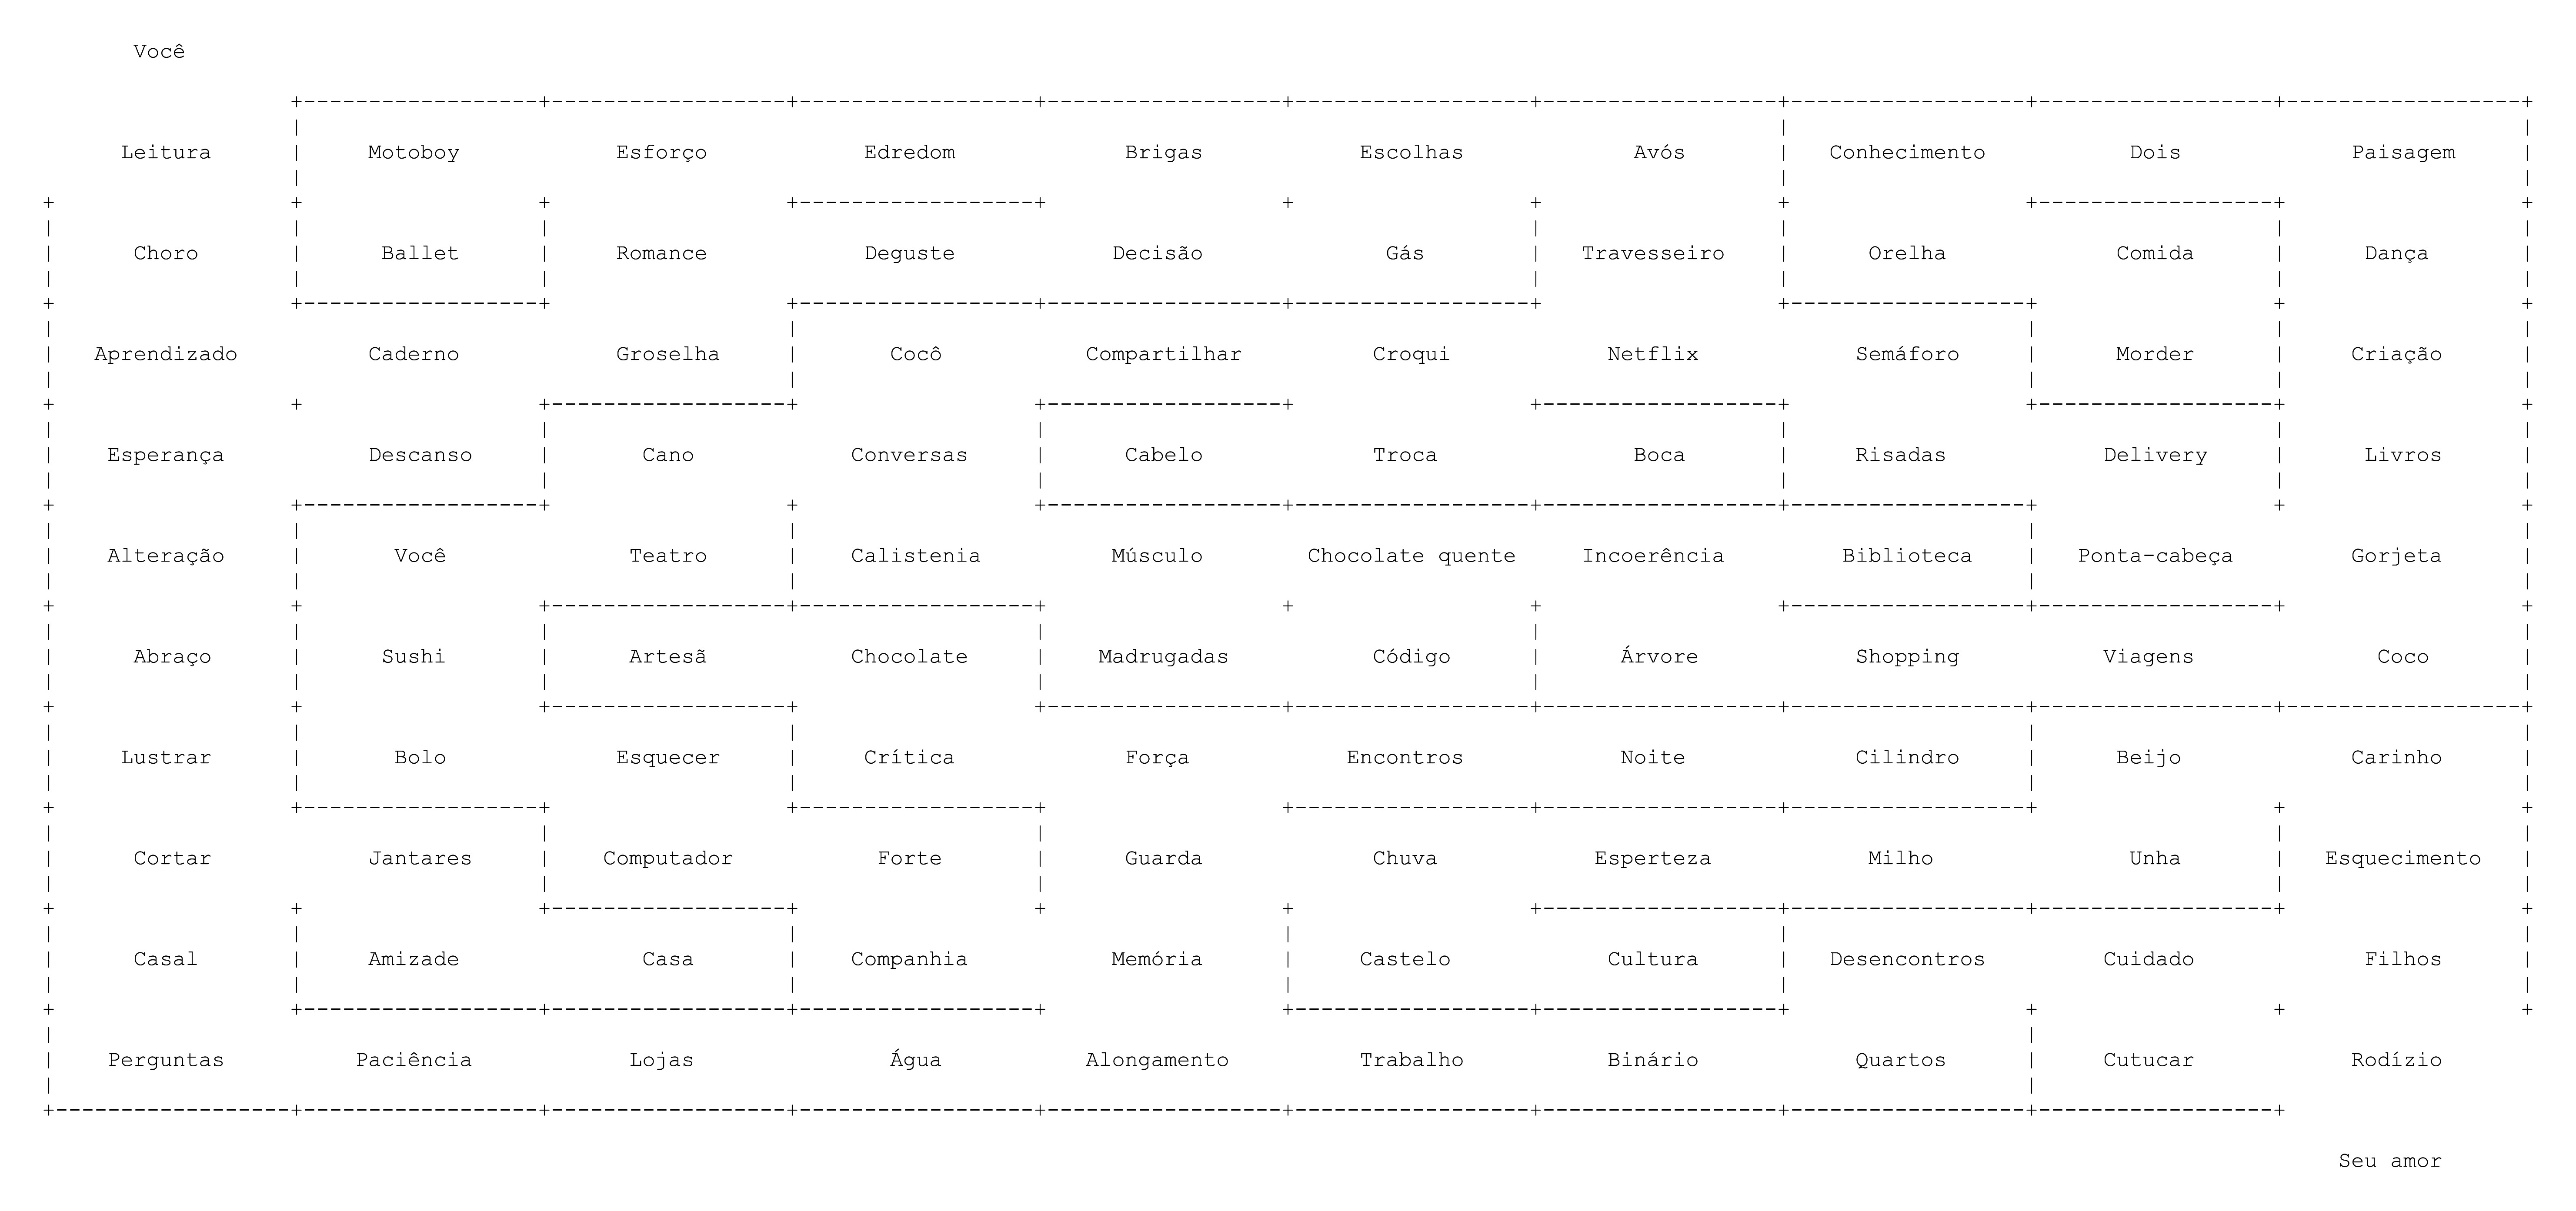 Você
Leitura Motoboy Esforço Edredom Brigas Escolhas Avós Conhecimento Dois Paisagem
Choro Ballet Romance Deguste Decisão Gás Travesseiro Orelha Comida Dança
Aprendizado Caderno Groselha Cocô Compartilhar Croqui Netflix Semáforo Morder Criação
Esperança Descanso Cano Conversas Cabelo Troca Boca Risadas Delivery Livros
Alteração Você Teatro Calistenia Músculo Chocolate quente Incoerência Biblioteca Ponta-cabeça Gorjeta
Abraço Sushi Artesã Chocolate Madrugadas Código Árvore Shopping Viagens Coco
Lustrar Bolo Esquecer Crítica Força Encontros Noite Cilindro Beijo Carinho
Cortar Jantares Computador Forte Guarda Chuva Esperteza Milho Unha Esquecimento
Casal Amizade Casa Companhia Memória Castelo Cultura Desencontros Cuidado Filhos
Perguntas Paciência Lojas Água Alongamento Trabalho Binário Quartos Cutucar Rodízio
Seu amor